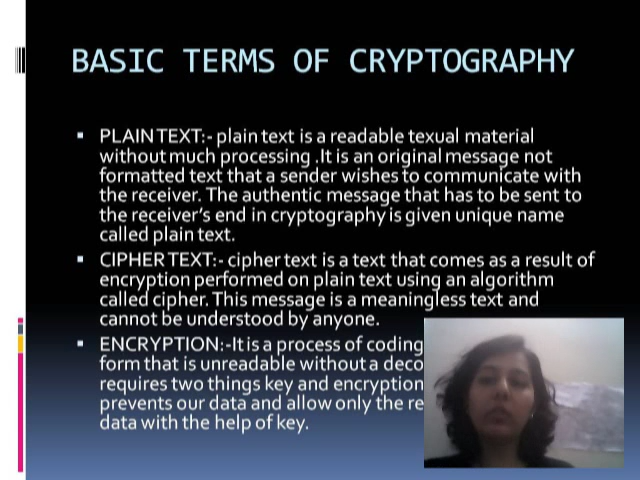 BASIC TERMS OF CRYPTOGRAPHY
PLAIN TEXT:- plain text is a readable texual material
without much processing .It is an original message not
formatted text that a sender wishes to communicate with
the receiver. The authentic message that has to be sent to
the receiver's end in cryptography is given unique name
called plain text.
CIPHER TEXT:- cipher text is a text that comes as a result of
encryption performed on plain text using an algorithm
called cipher. This message is a meaningless text and
cannot be understood by anyone.
ENCRYPTION:-It is a process of coding
form that is unreadable without a
requires two things key and encryption
prevents our data and allow only the
data with the help of key.